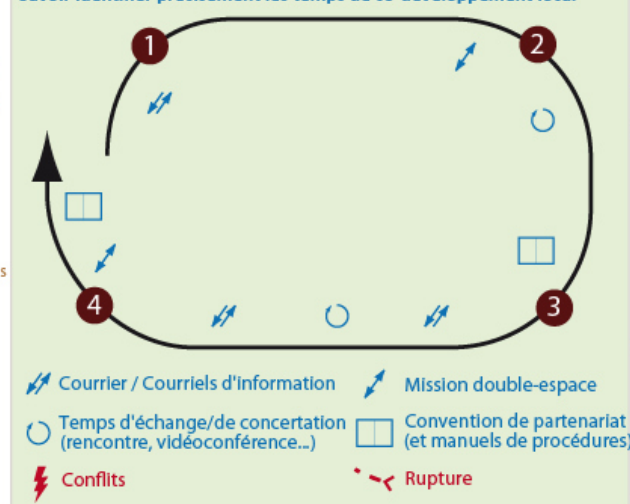 1
2
3
4
s
Courrier / Courriels d'information
Mission double-espace
Temps d'échange/de concertation
(rencontre, vidéoconférence...)
Convention de partenariat
(et manuels de procédures)
Conflits
Rupture